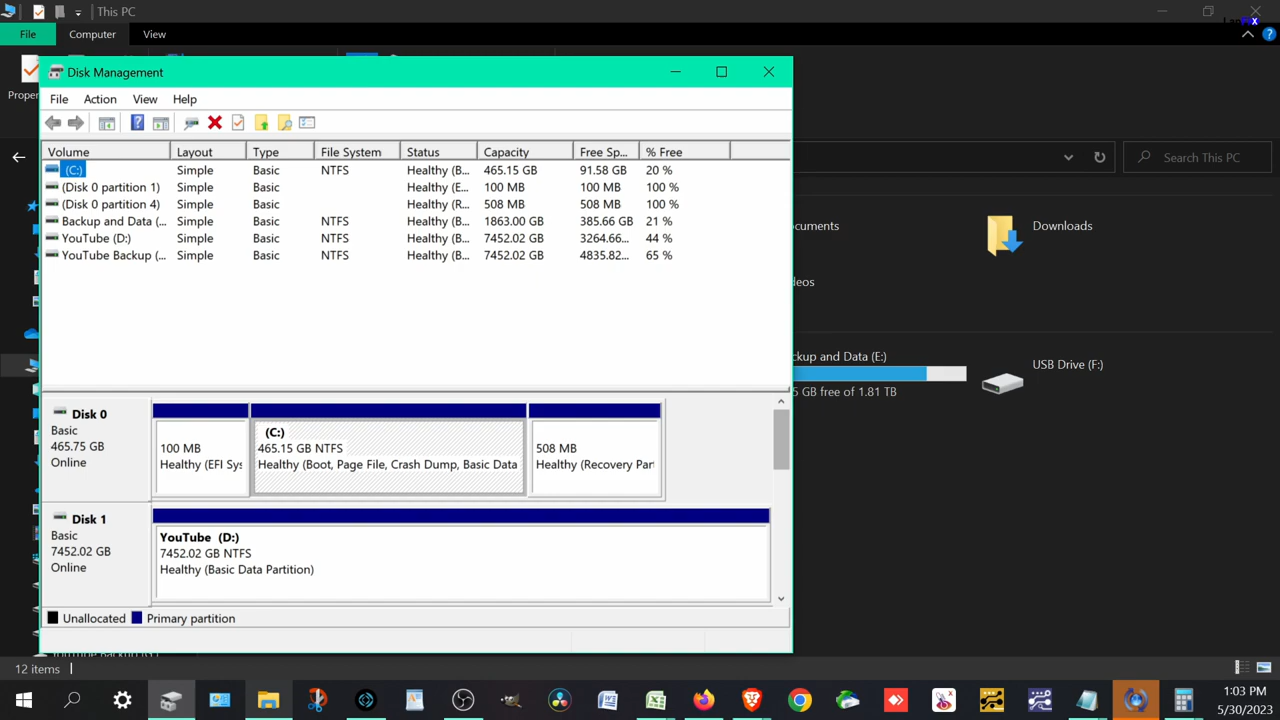 This PC
File Computer View
Disk Management
File Action View Help
Search This PC
Volume Layout Type File System Status Capacity Free Sp... % Free
(C:) Simple Basic NTFS Healthy (B... 465.15 GB 91.58 GB 20 %
(Disk 0 partition 1) Simple Basic Healthy (E... 100 MB 100 MB 100 %
(Disk 0 partition 4) Simple Basic Healthy (R... 508 MB 508 MB 100 %
Backup and Data (... Simple Basic NTFS Healthy (B... 1863.00 GB 385.66 GB 21 %
YouTube (D:) Simple Basic NTFS Healthy (B... 7452.02 GB 3264.66... 44 %
YouTube Backup (... Simple Basic NTFS Healthy (B... 7452.02 GB 4835.82... 65 %
cuments
Downloads
eos
ckup and Data (E:)
5 GB free of 1.81 TB
USB Drive (F:)
Disk 0
Basic
465.75 GB
Online
100 MB
Healthy (EFI Sys
(C:)
465.15 GB NTFS
Healthy (Boot, Page File, Crash Dump, Basic Data
508 MB
Healthy (Recovery Par
Disk 1
Basic
7452.02 GB
Online
YouTube (D:)
7452.02 GB NTFS
Healthy (Basic Data Partition)
Unallocated Primary partition
12 items
1:03 PM
5/30/2023